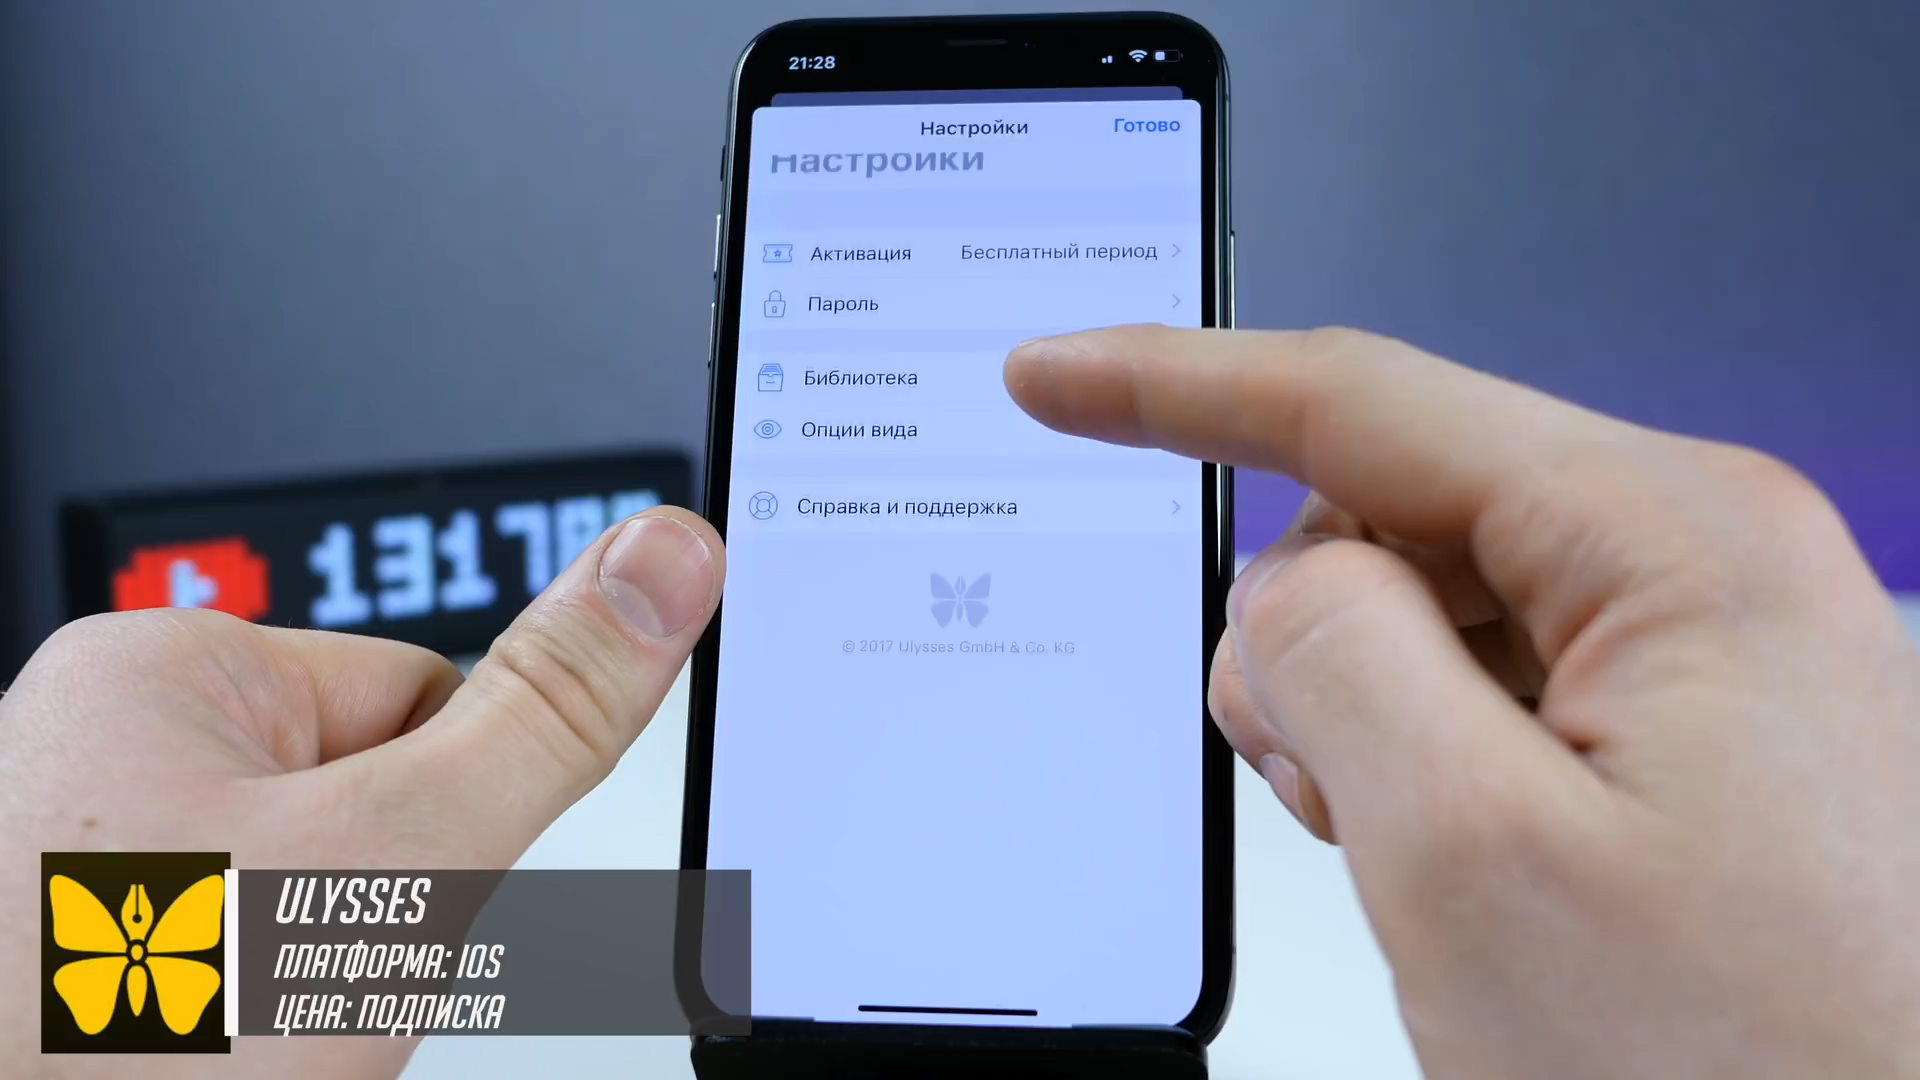 21:28
Настройки
Готово
Настройки
Активация
Бесплатный период
Пароль
Библиотека
Опции вида
Справка и поддержка
© 2017 Ulysses GmbH & Co. KG
ULYSSES
ПЛАТФОРМА: IOS
ЦЕНА: ПОДПИСКА